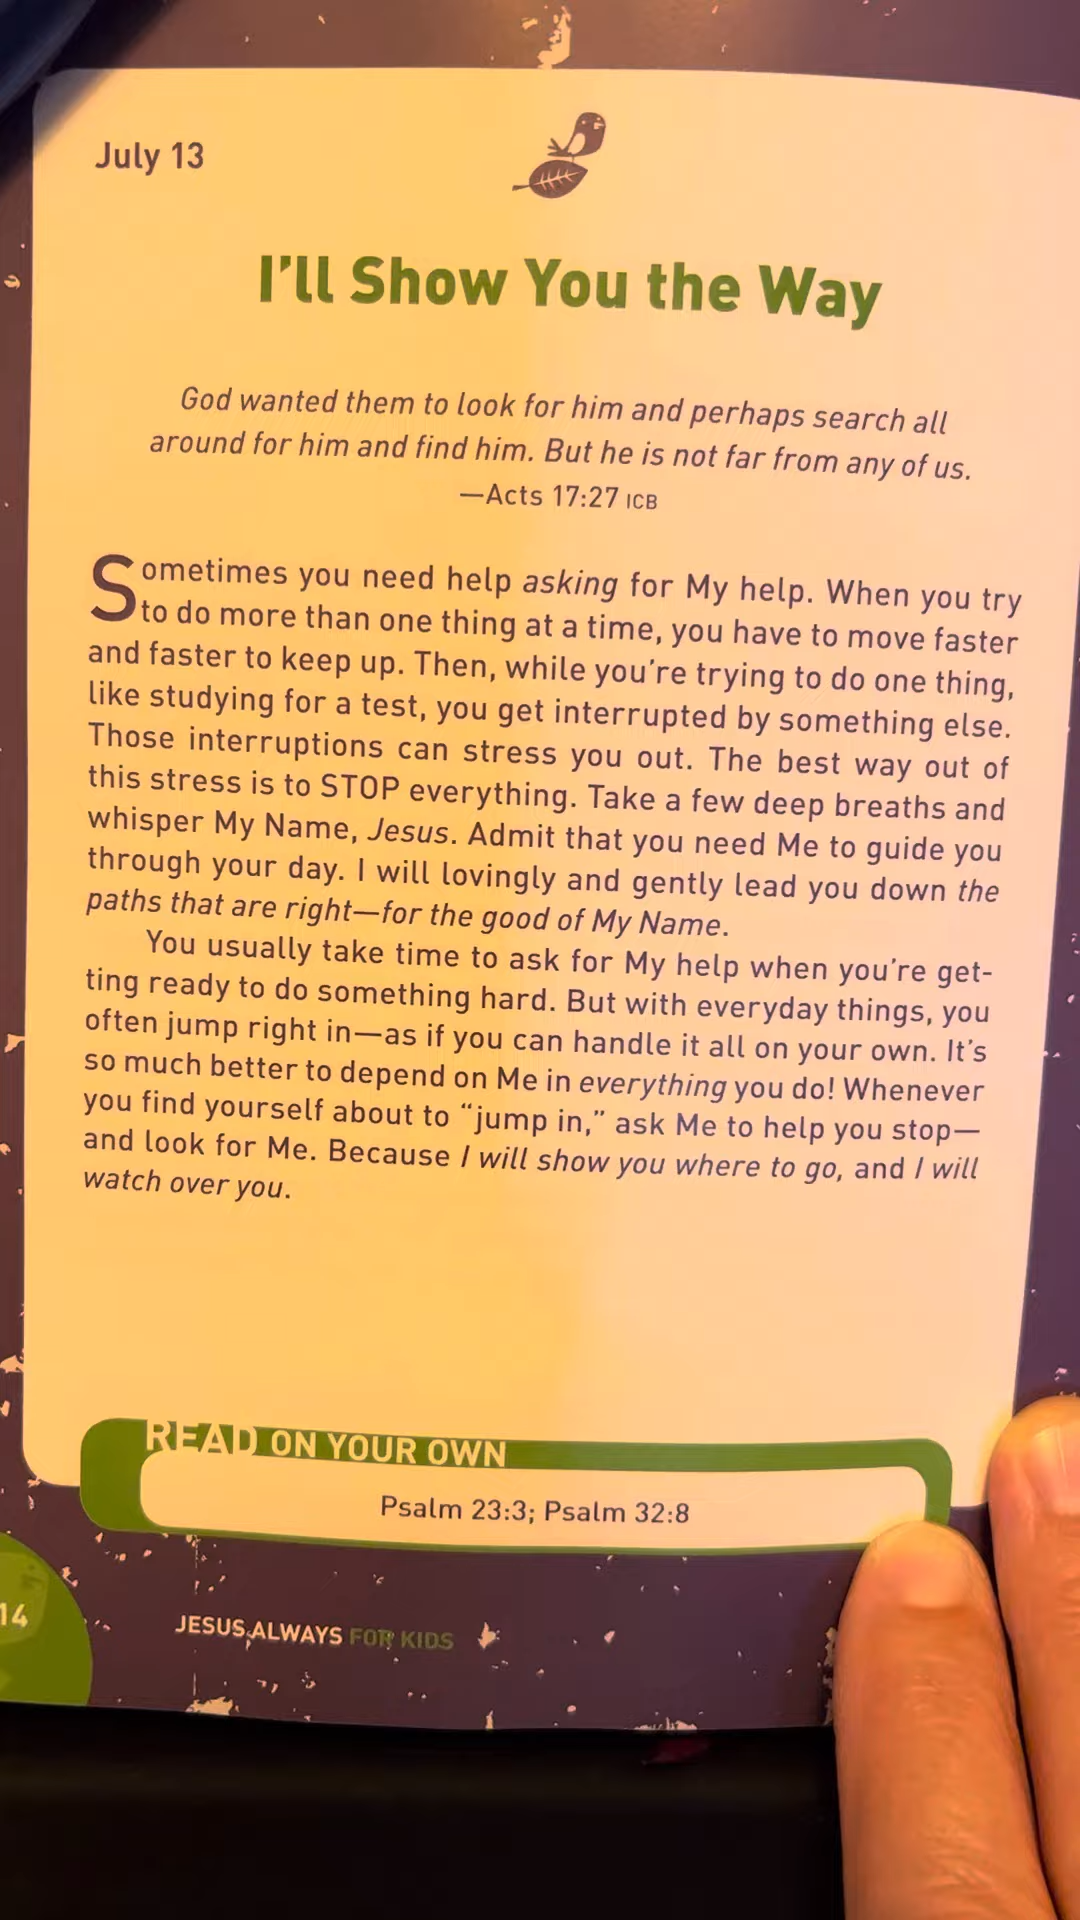 July 13
I'll Show You the Way
God wanted them to look for him and perhaps search all
around for him and find him. But he is not far from any of us.
—Acts 17:27 ICB
Sometimes you need help asking for My help. When you try
to do more than one thing at a time, you have to move faster
and faster to keep up. Then, while you're trying to do one thing,
like studying for a test, you get interrupted by something else.
Those interruptions can stress you out. The best way out of
this stress is to STOP everything. Take a few deep breaths and
whisper My Name, Jesus. Admit that you need Me to guide you
through your day. I will lovingly and gently lead you down the
paths that are right—for the good of My Name.
You usually take time to ask for My help when you're get-
ting ready to do something hard. But with everyday things, you
often jump right in—as if you can handle it all on your own. It's
so much better to depend on Me in everything you do! Whenever
you find yourself about to “jump in,” ask Me to help you stop—
and look for Me. Because I will show you where to go, and I will
watch over you.
READ ON YOUR OWN
Psalm 23:3; Psalm 32:8
14
JESUS ALWAYS FOR KIDS